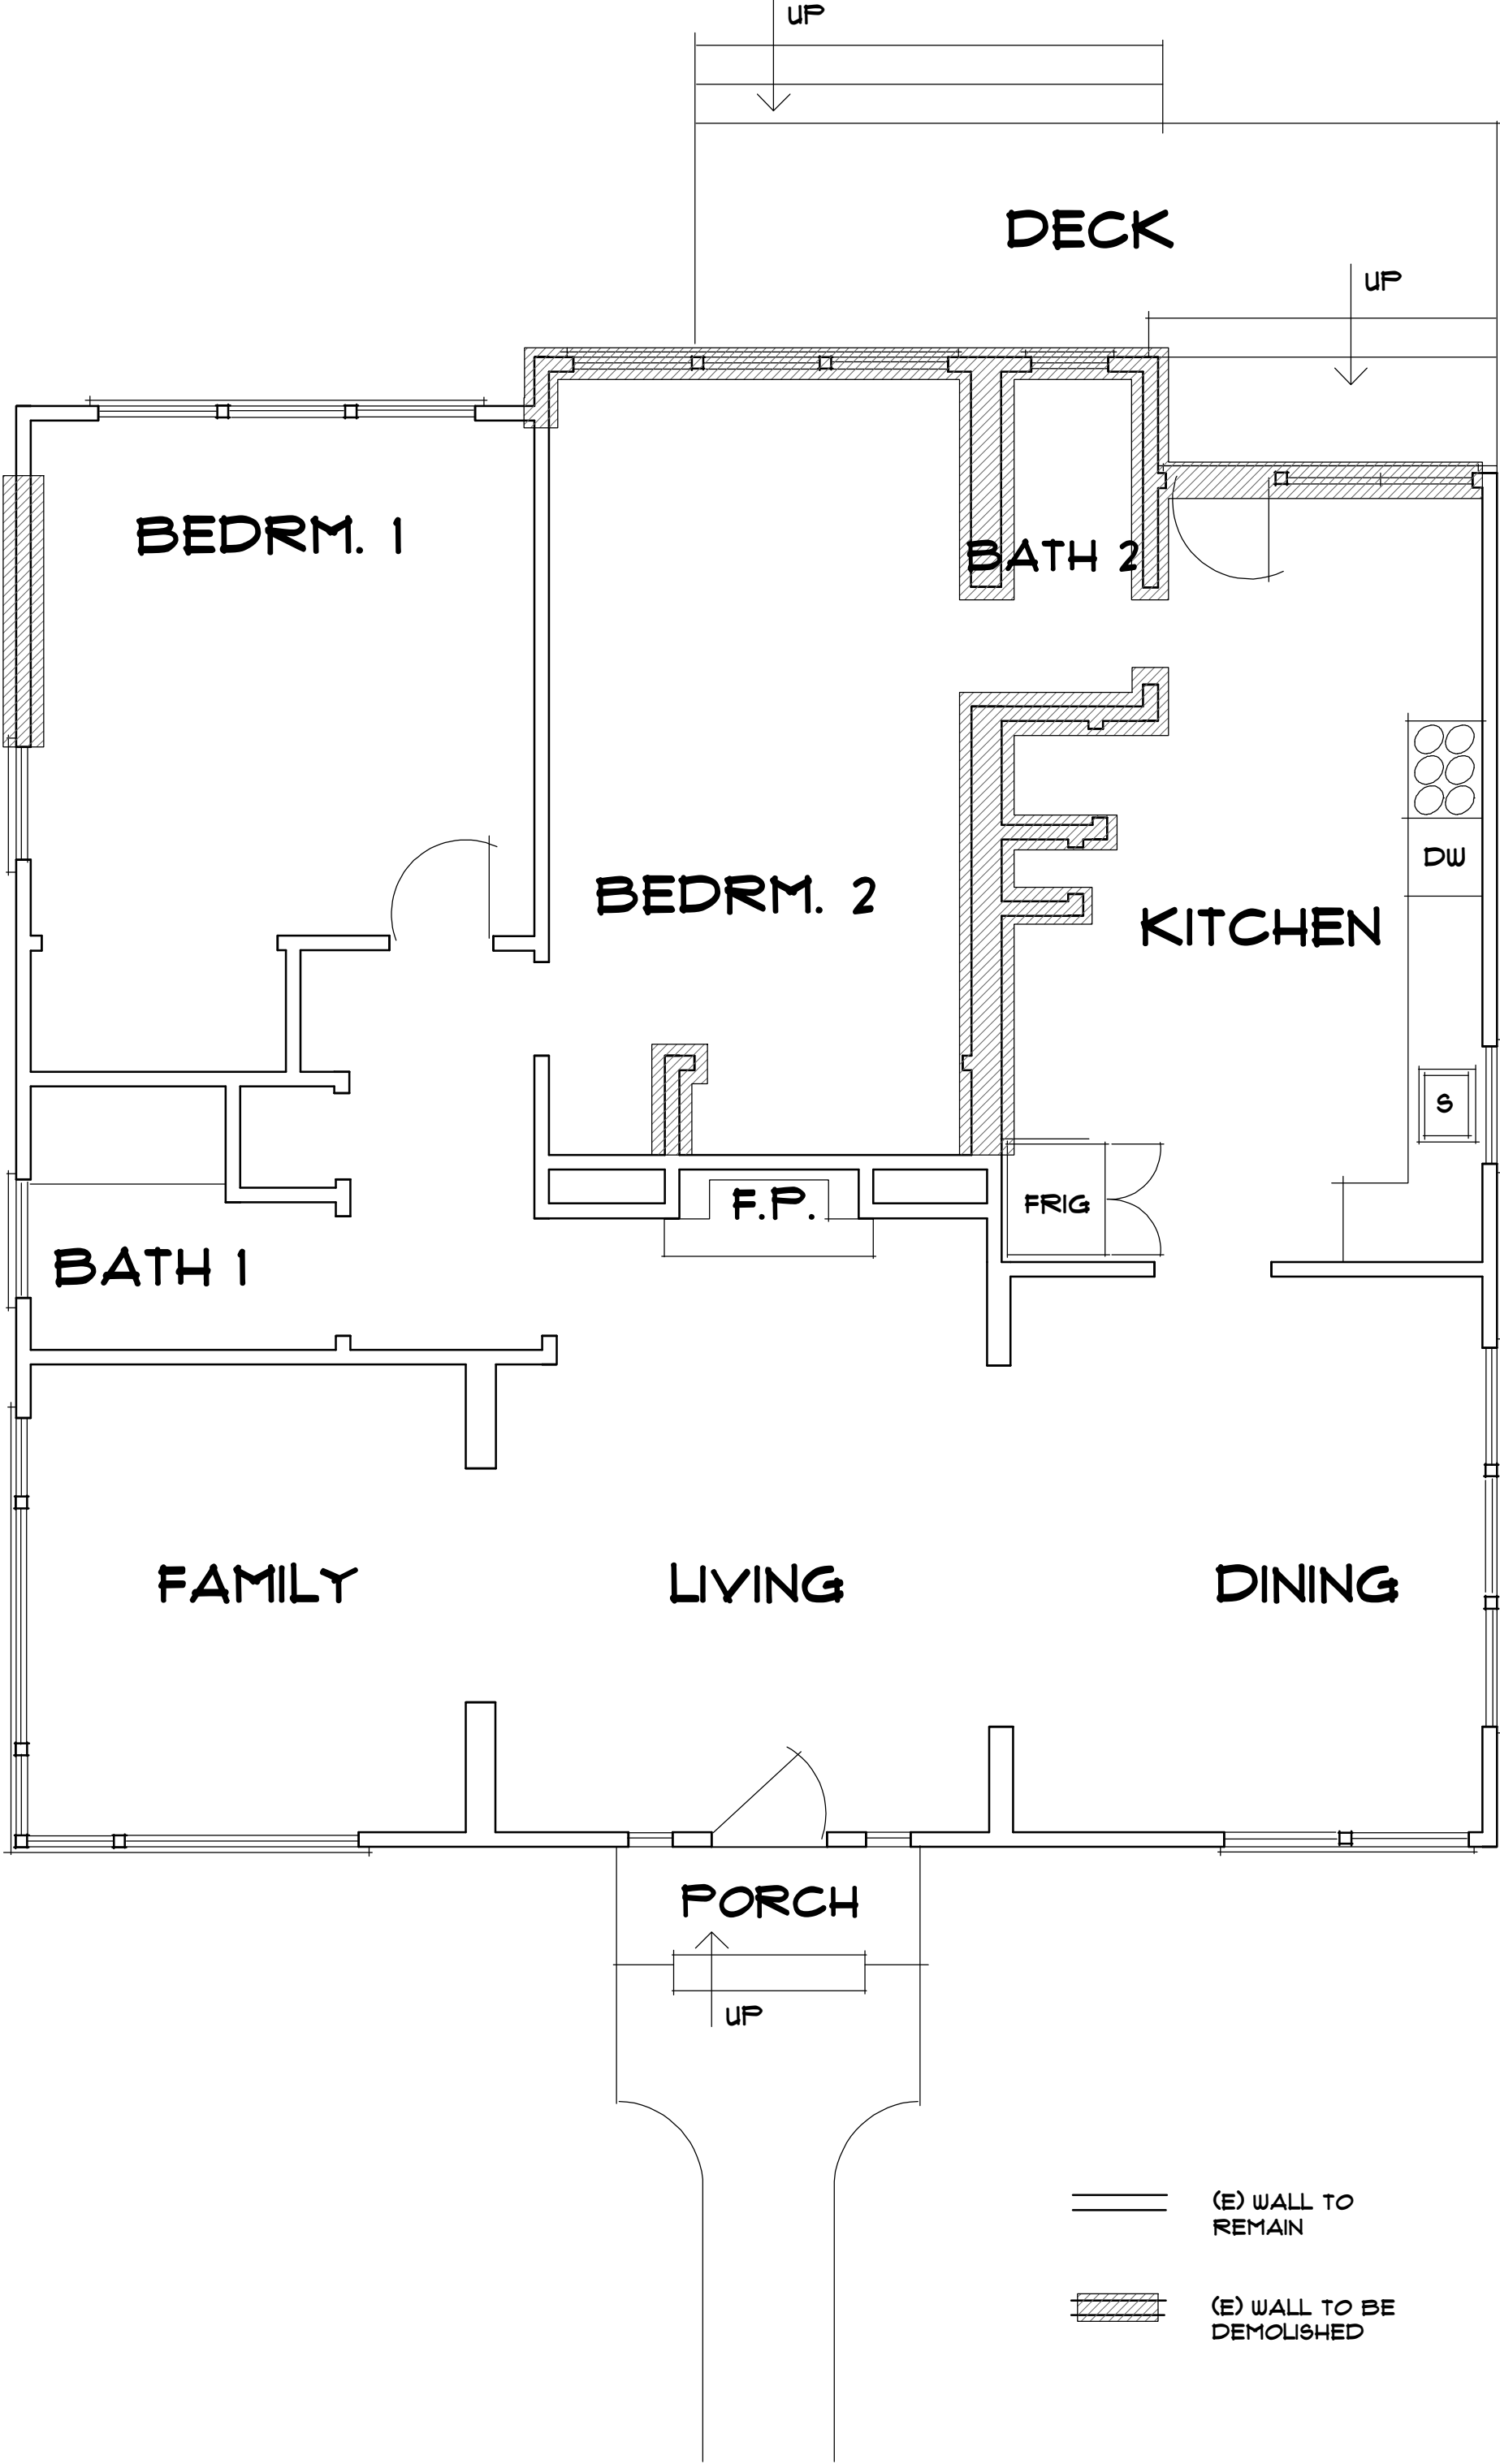 UP
DECK
UP
BEDRM. 1
BATH 2
DW
BEDRM. 2
KITCHEN
S
F.P.
FRIG
BATH 1
FAMILY
LIVING
DINING
PORCH
UP
(E) WALL TO
REMAIN
(E) WALL TO BE
DEMOLISHED